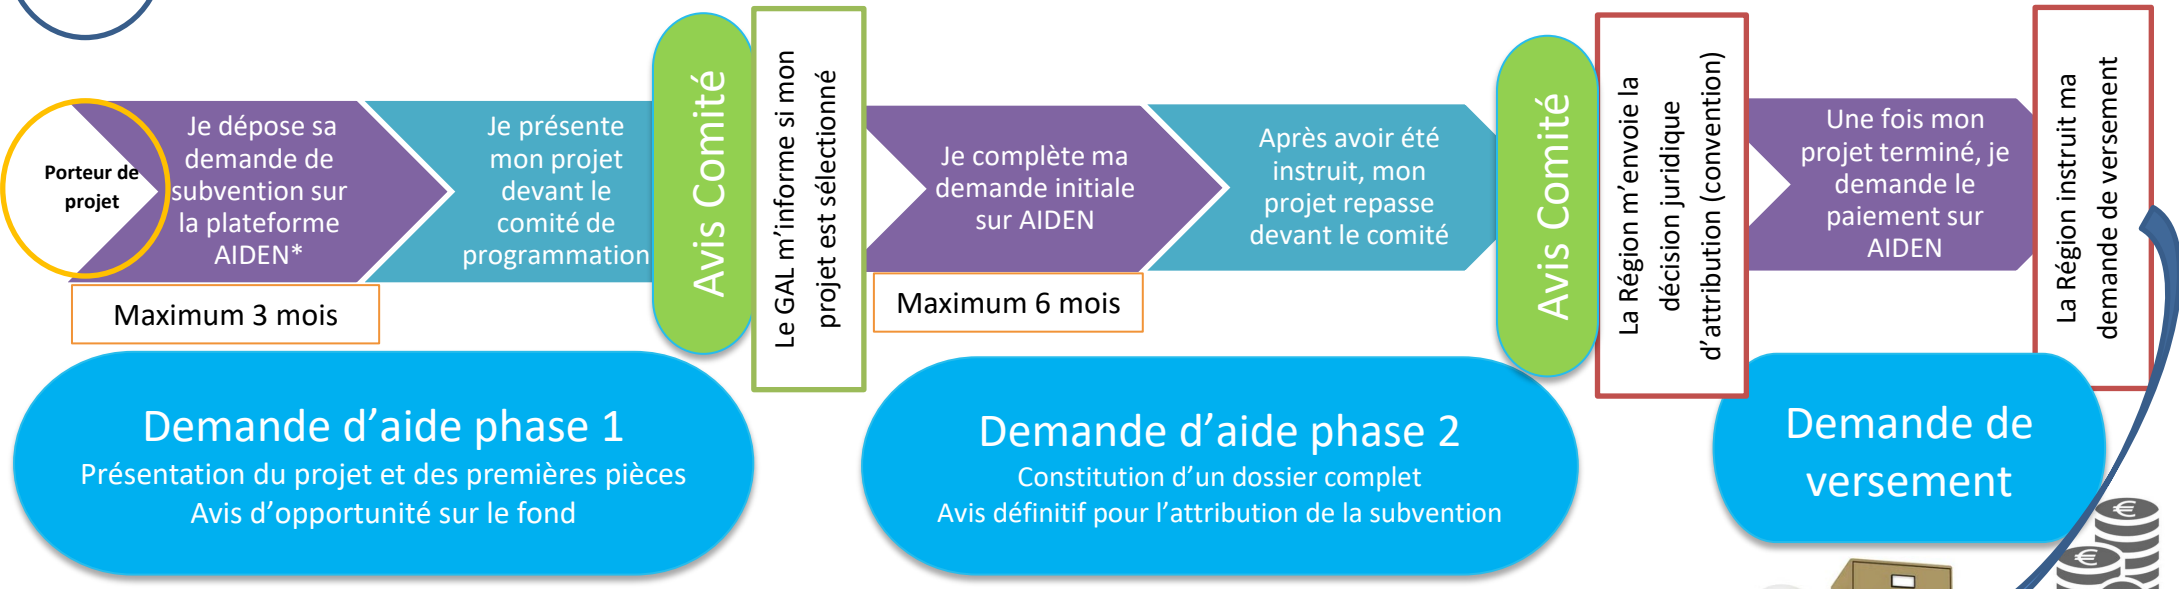 Porteur de
projet
Je dépose sa
demande de
subvention sur
la plateforme
AIDEN*
Maximum 3 mois
Je présente
mon projet
devant le
comité de
programmation
Avis Comité
Le GAL m’informe si mon
projet est sélectionné
Demande d’aide phase 1
Présentation du projet et des premières pièces
Avis d’opportunité sur le fond
Je complète ma
demande initiale
sur AIDEN
Maximum 6 mois
Après avoir été
instruit, mon
projet repasse
devant le comité
Avis Comité
La Région m’envoie la
décision juridique
d’attribution (convention)
Demande d’aide phase 2
Constitution d’un dossier complet
Avis définitif pour l’attribution de la subvention
Une fois mon
projet terminé, je
demande le
paiement sur
AIDEN
La Région instruit ma
demande de versement
Demande de
versement
€
€